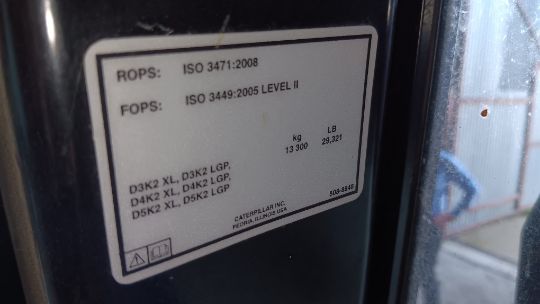 ROPS: ISO 3471:2008
FOPS: ISO 3449:2005 LEVEL II
kg LB
13 300 29,321
D3K2 XL, D3K2 LGP,
D4K2 XL, D4K2 LGP,
D5K2 XL, D5K2 LGP
CATERPILLAR INC.
PEORIA, ILLINOIS USA